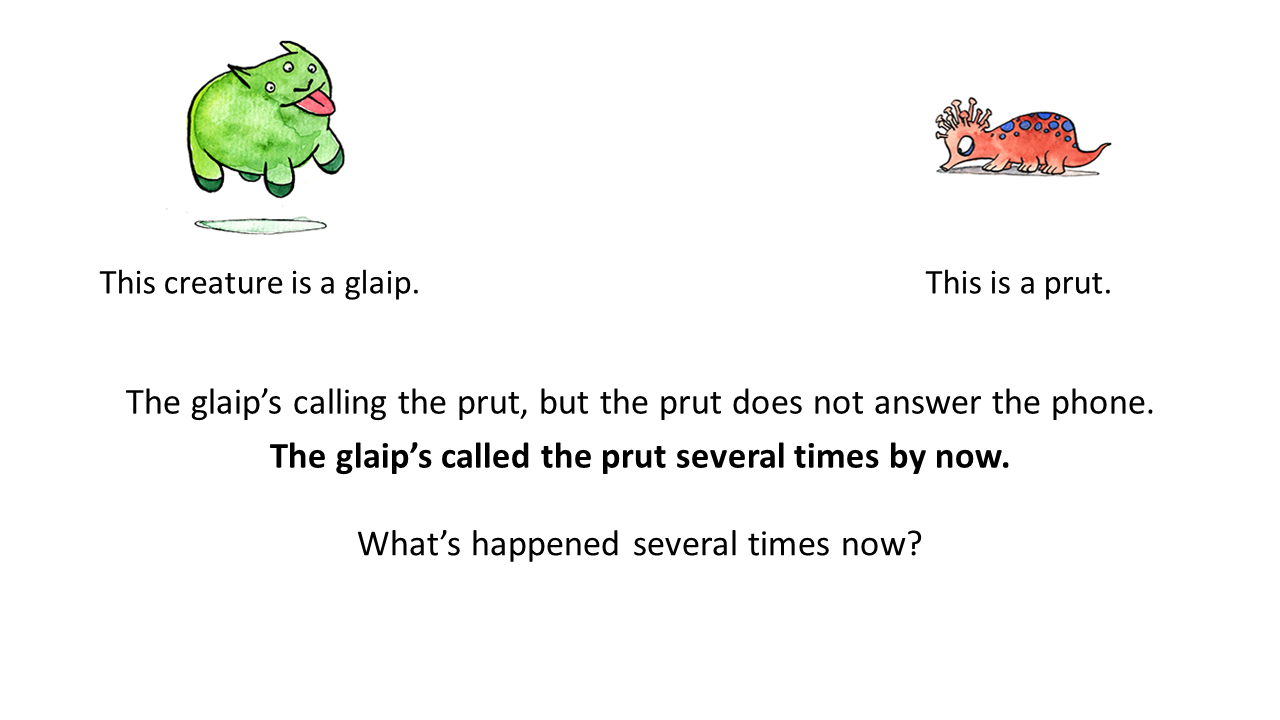 This creature is a glaip.
This is a prut.
The glaip’s calling the prut, but the prut does not answer the phone.
The glaip’s called the prut several times by now.
What’s happened several times now?